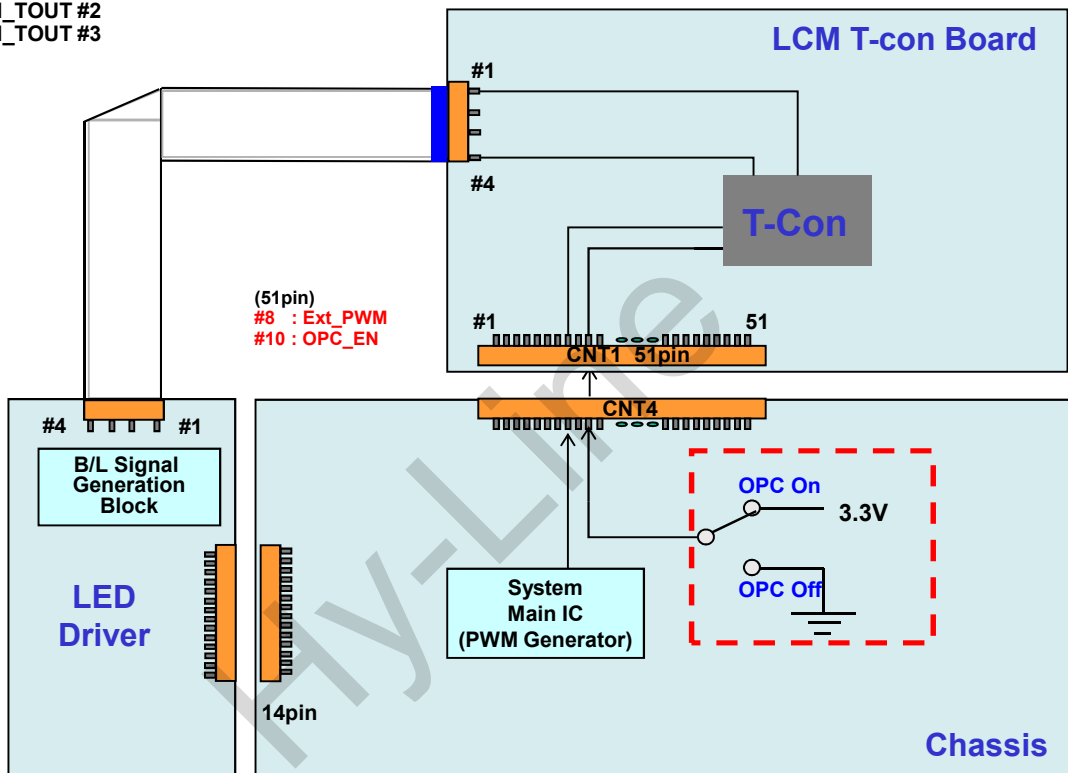 _TOUT #2
_TOUT #3
LCM T-con Board
#1
#4
T-Con
(51pin)
#8 : Ext_PWM
#10 : OPC_EN
#1
51
CNT1 51pin
CNT4
#4
#1
B/L Signal
Generation
Block
OPC On
3.3V
OPC Off
System
Main IC
(PWM Generator)
LED
Driver
14pin
Chassis
Hy-Line